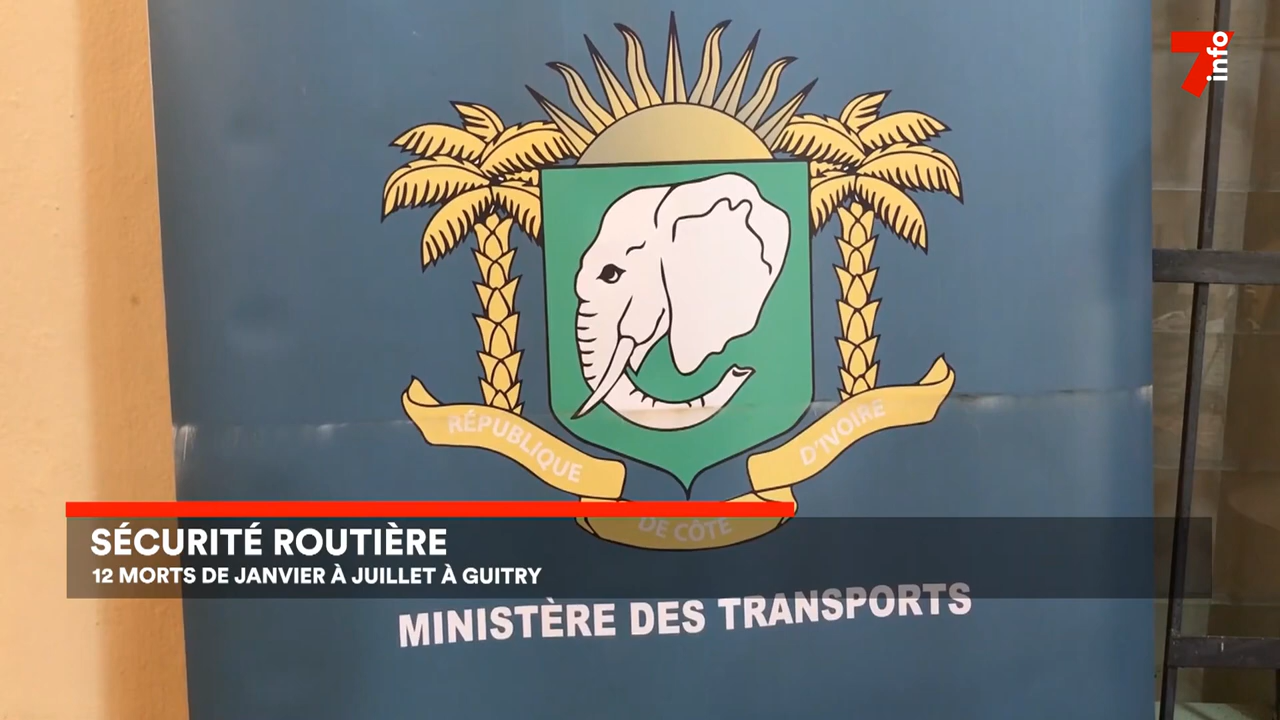 7
info
RÉPUBLIQUE
DE CÔTE
D'IVOIRE
SÉCURITÉ ROUTIÈRE
12 MORTS DE JANVIER À JUILLET À GUITRY
MINISTÈRE DES TRANSPORTS